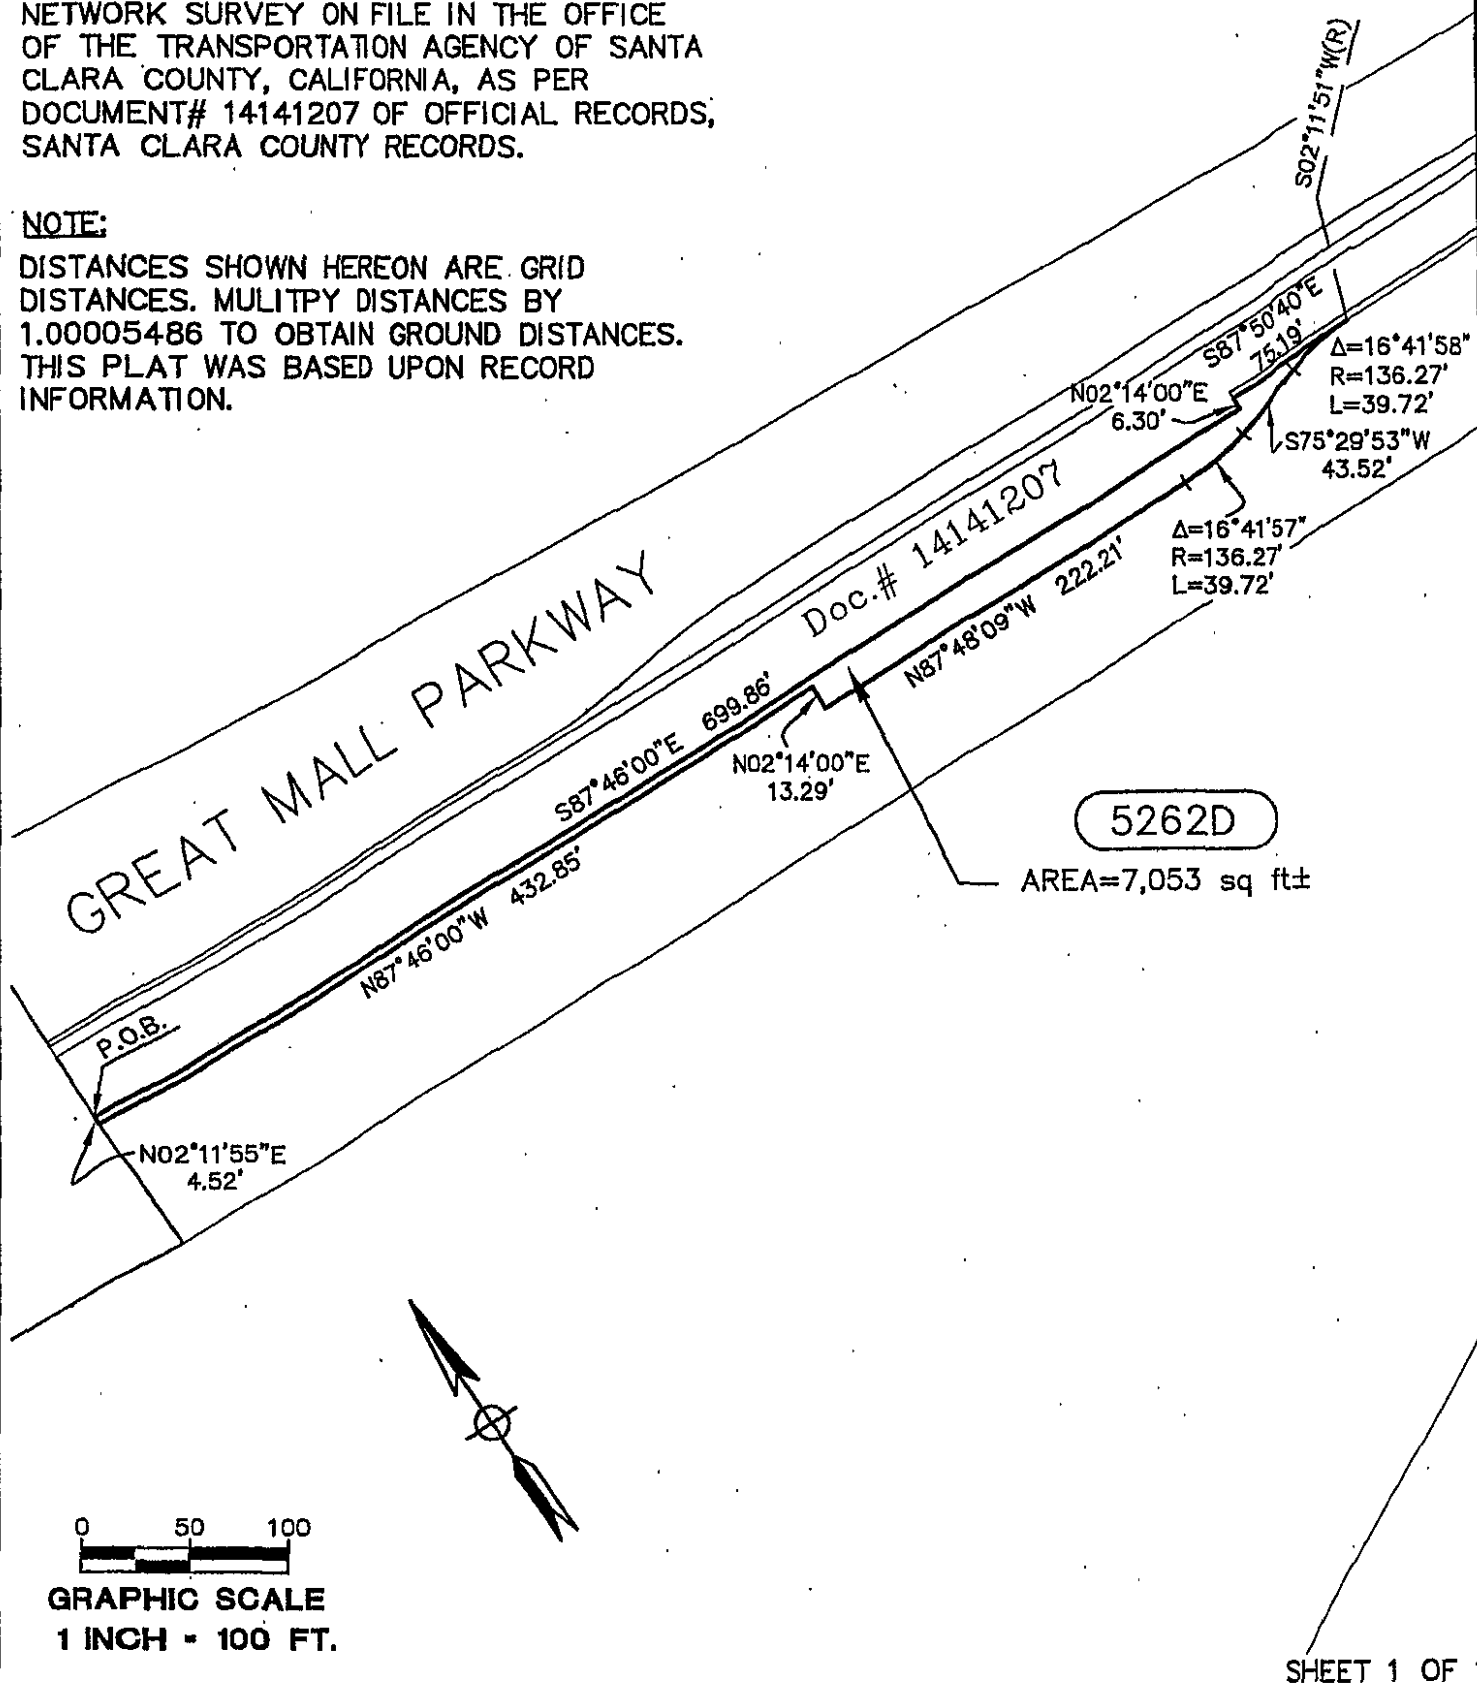 NETWORK SURVEY ON FILE IN THE OFFICE
OF THE TRANSPORTATION AGENCY OF SANTA
CLARA COUNTY, CALIFORNIA, AS PER
DOCUMENT# 14141207 OF OFFICIAL RECORDS,
SANTA CLARA COUNTY RECORDS.
NOTE:
DISTANCES SHOWN HEREON ARE GRID
DISTANCES. MULITPY DISTANCES BY
1.00005486 TO OBTAIN GROUND DISTANCES.
THIS PLAT WAS BASED UPON RECORD
INFORMATION.
S02°11'51"W(R)
S87°50'40"E
75.19'
Δ=16°41'58"
R=136.27'
L=39.72'
N02°14'00"E
6.30'
S75°29'53"W
43.52'
Δ=16°41'57"
R=136.27'
L=39.72'
Doc.# 14141207
N87°48'09"W 222.21'
GREAT MALL PARKWAY
S87°46'00"E 699.86'
N02°14'00"E
13.29'
5262D
AREA=7,053 sq ft±
N87°46'00"W 432.85'
P.O.B.
N02°11'55"E
4.52'
0 50 100
GRAPHIC SCALE
1 INCH = 100 FT.
SHEET 1 OF